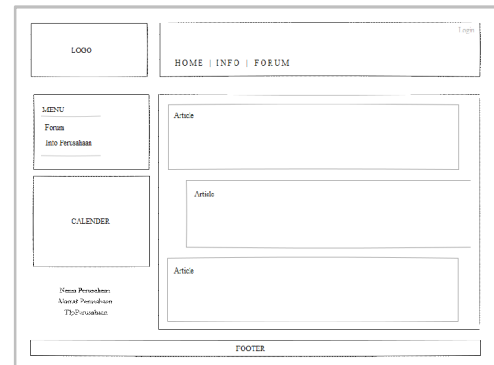 LOGO
Login
HOME | INFO | FORUM
MENU
Forum
Info Perusahaan
CALENDER
Nama Perusahaan
Alamat Perusahaan
Tlp Perusahaan
Article
Article
Article
FOOTER